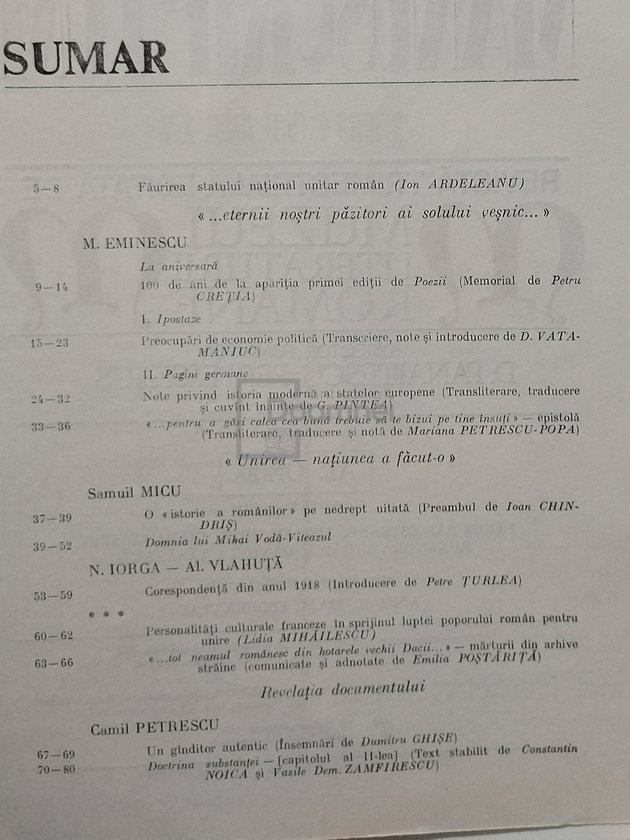 SUMAR
5—8 Făurirea statului național unitar român (Ion ARDELEANU)
« ...eternii noștri păzitori ai solului veșnic... »
M. EMINESCU
La aniversară
9—14 100 de ani de la apariția primei ediții de Poezii (Memorial de Petru
CREȚIA)
I. Ipostaze
15—23 Preocupări de economie politică (Transcriere, note și introducere de D. VATA-
MANIUC)
II. Pagini germane
24—32 Note privind istoria modernă a statelor europene (Transliterare, traducere
și cuvînt înainte de G. PINTEA)
33—36 « ...pentru a găsi calea cea bună trebuie să te bizui pe tine însuți » — epistolă
(Transliterare, traducere și notă de Mariana PETRESCU-POPA)
« Unirea — națiunea a făcut-o »
Samuil MICU
37—39 O « istorie a românilor » pe nedrept uitată (Preambul de Ioan CHIN-
DRIȘ)
39—52 Domnia lui Mihai Vodă-Viteazul
N. IORGA — Al. VLAHUȚĂ
53—59 Corespondență din anul 1918 (Introducere de Petre ȚURLEA)
* * *
60—62 Personalități culturale franceze în sprijinul luptei poporului român pentru
unire (Lidia MIHĂILESCU)
63—66 « ...tot neamul românesc din hotarele vechii Dacii... » — mărturii din arhive
străine (comunicate și adnotate de Emilia POȘTĂRIȚĂ)
Revelația documentului
Camil PETRESCU
67—69 Un gînditor autentic (Însemnări de Dumitru GHIȘE)
70—80 Doctrina substanței — [capitolul al II-lea] (Text stabilit de Constantin
NOICA și Vasile Dem. ZAMFIRESCU)